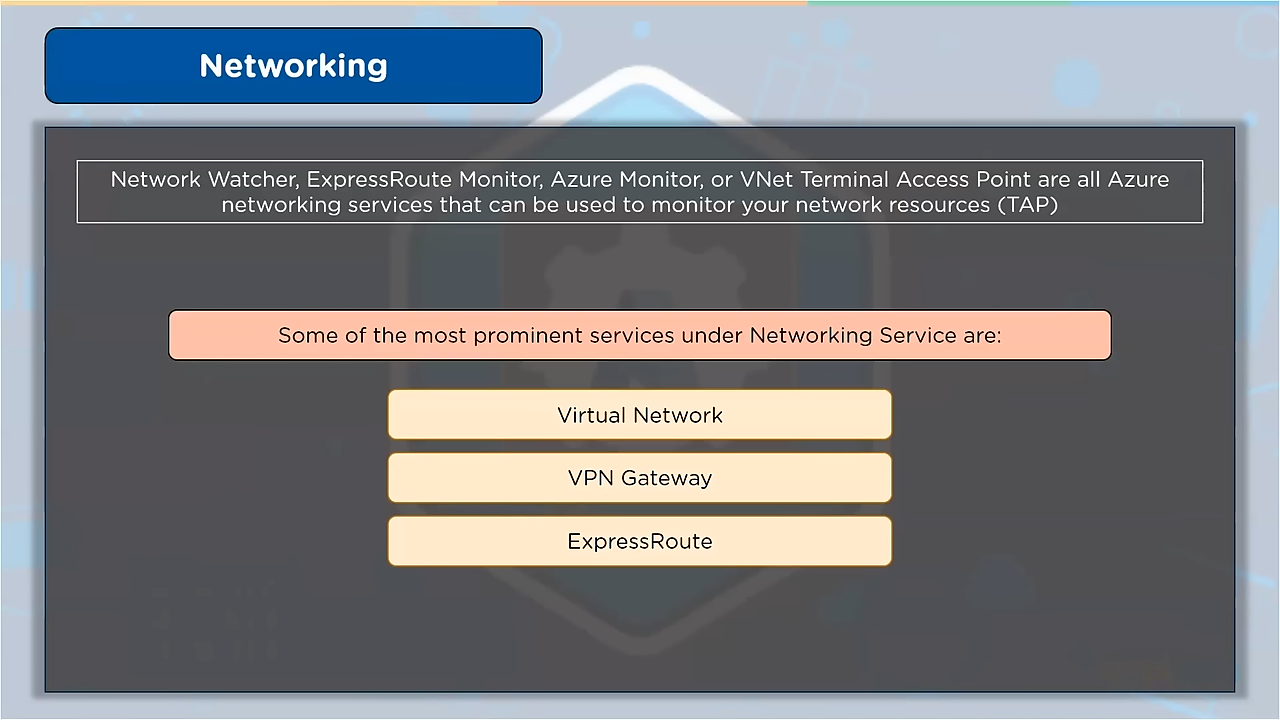 Networking
Network Watcher, ExpressRoute Monitor, Azure Monitor, or VNet Terminal Access Point are all Azure
networking services that can be used to monitor your network resources (TAP)
Some of the most prominent services under Networking Service are:
Virtual Network
VPN Gateway
ExpressRoute